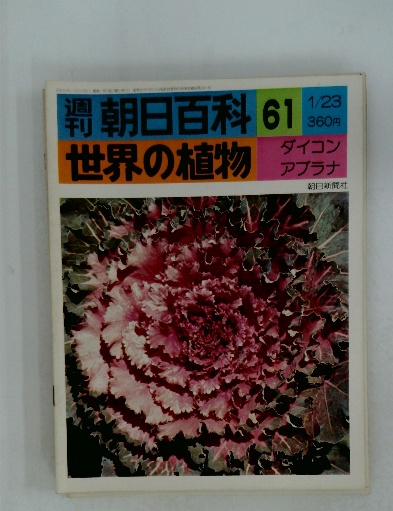 週刊 朝日百科 61 1/23
360円
世界の植物 ダイコン
アブラナ
朝日新聞社